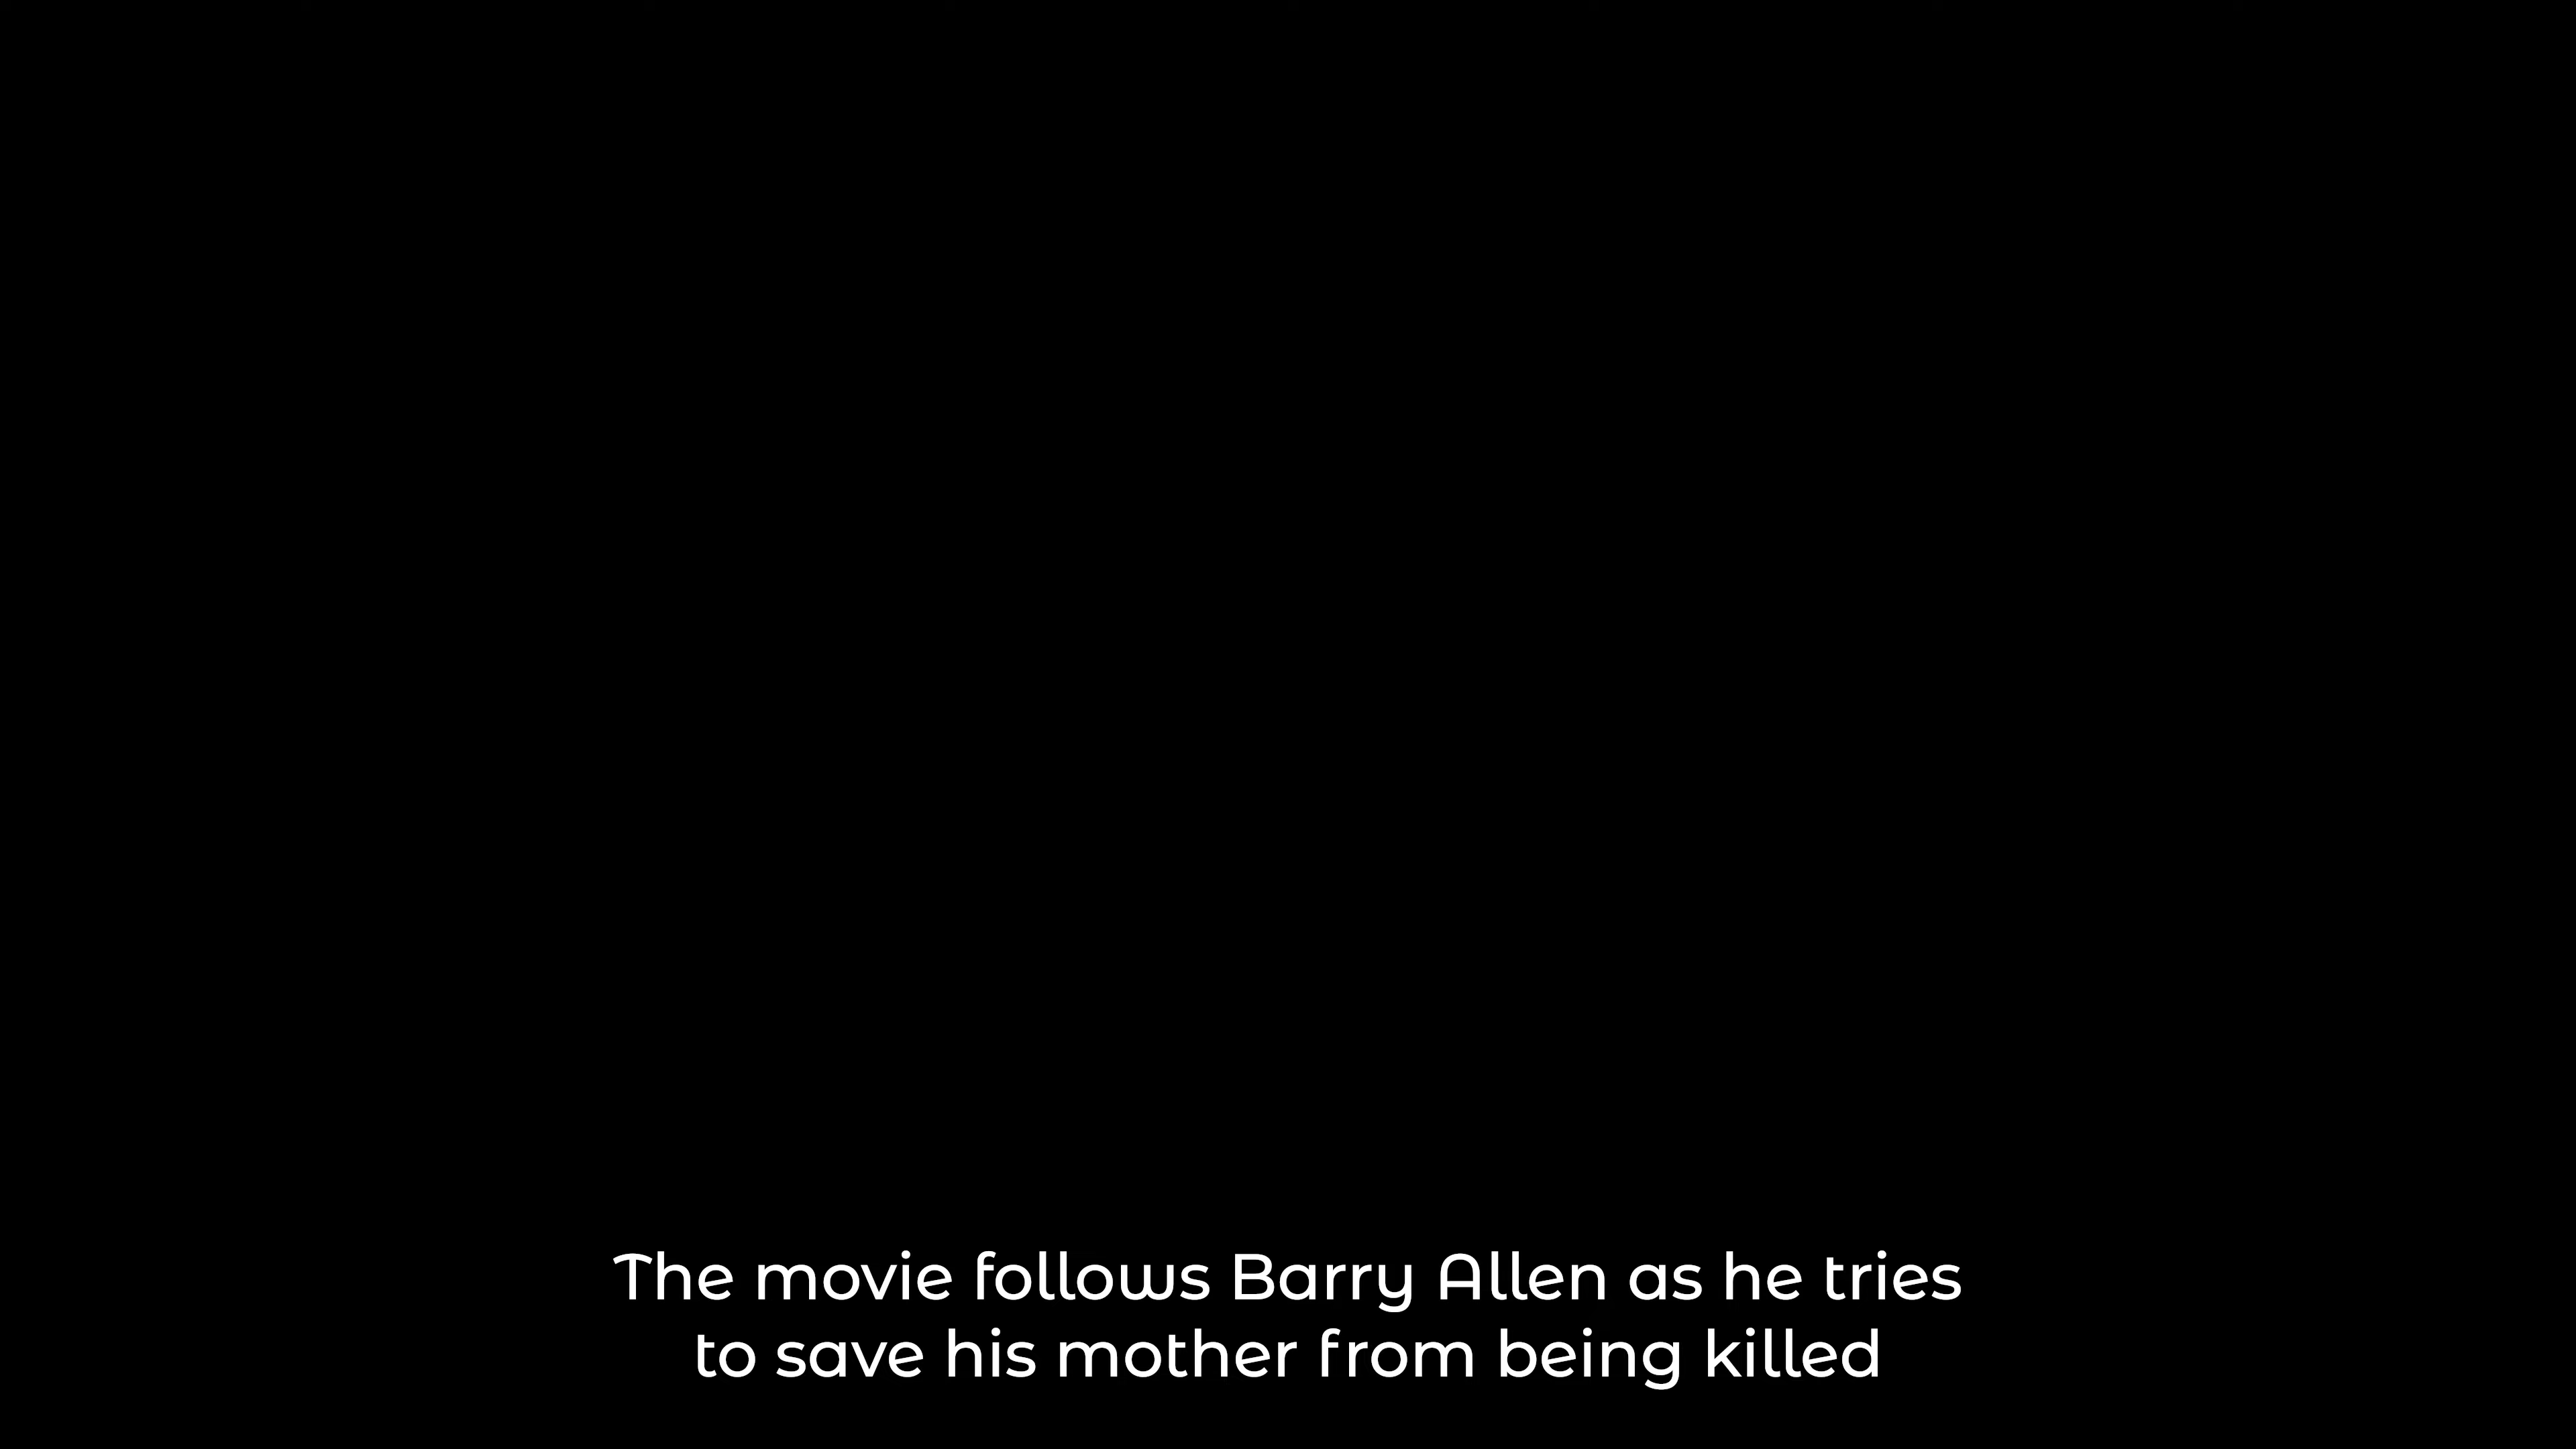 The movie follows Barry Allen as he tries
to save his mother from being killed